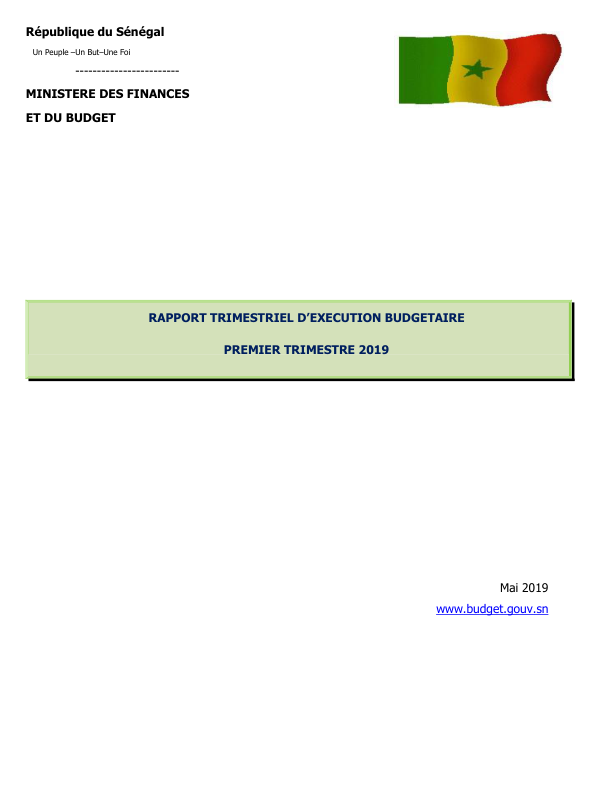 République du Sénégal
Un Peuple –Un But–Une Foi
------------------------
MINISTERE DES FINANCES
ET DU BUDGET
RAPPORT TRIMESTRIEL D’EXECUTION BUDGETAIRE
PREMIER TRIMESTRE 2019
Mai 2019
www.budget.gouv.sn